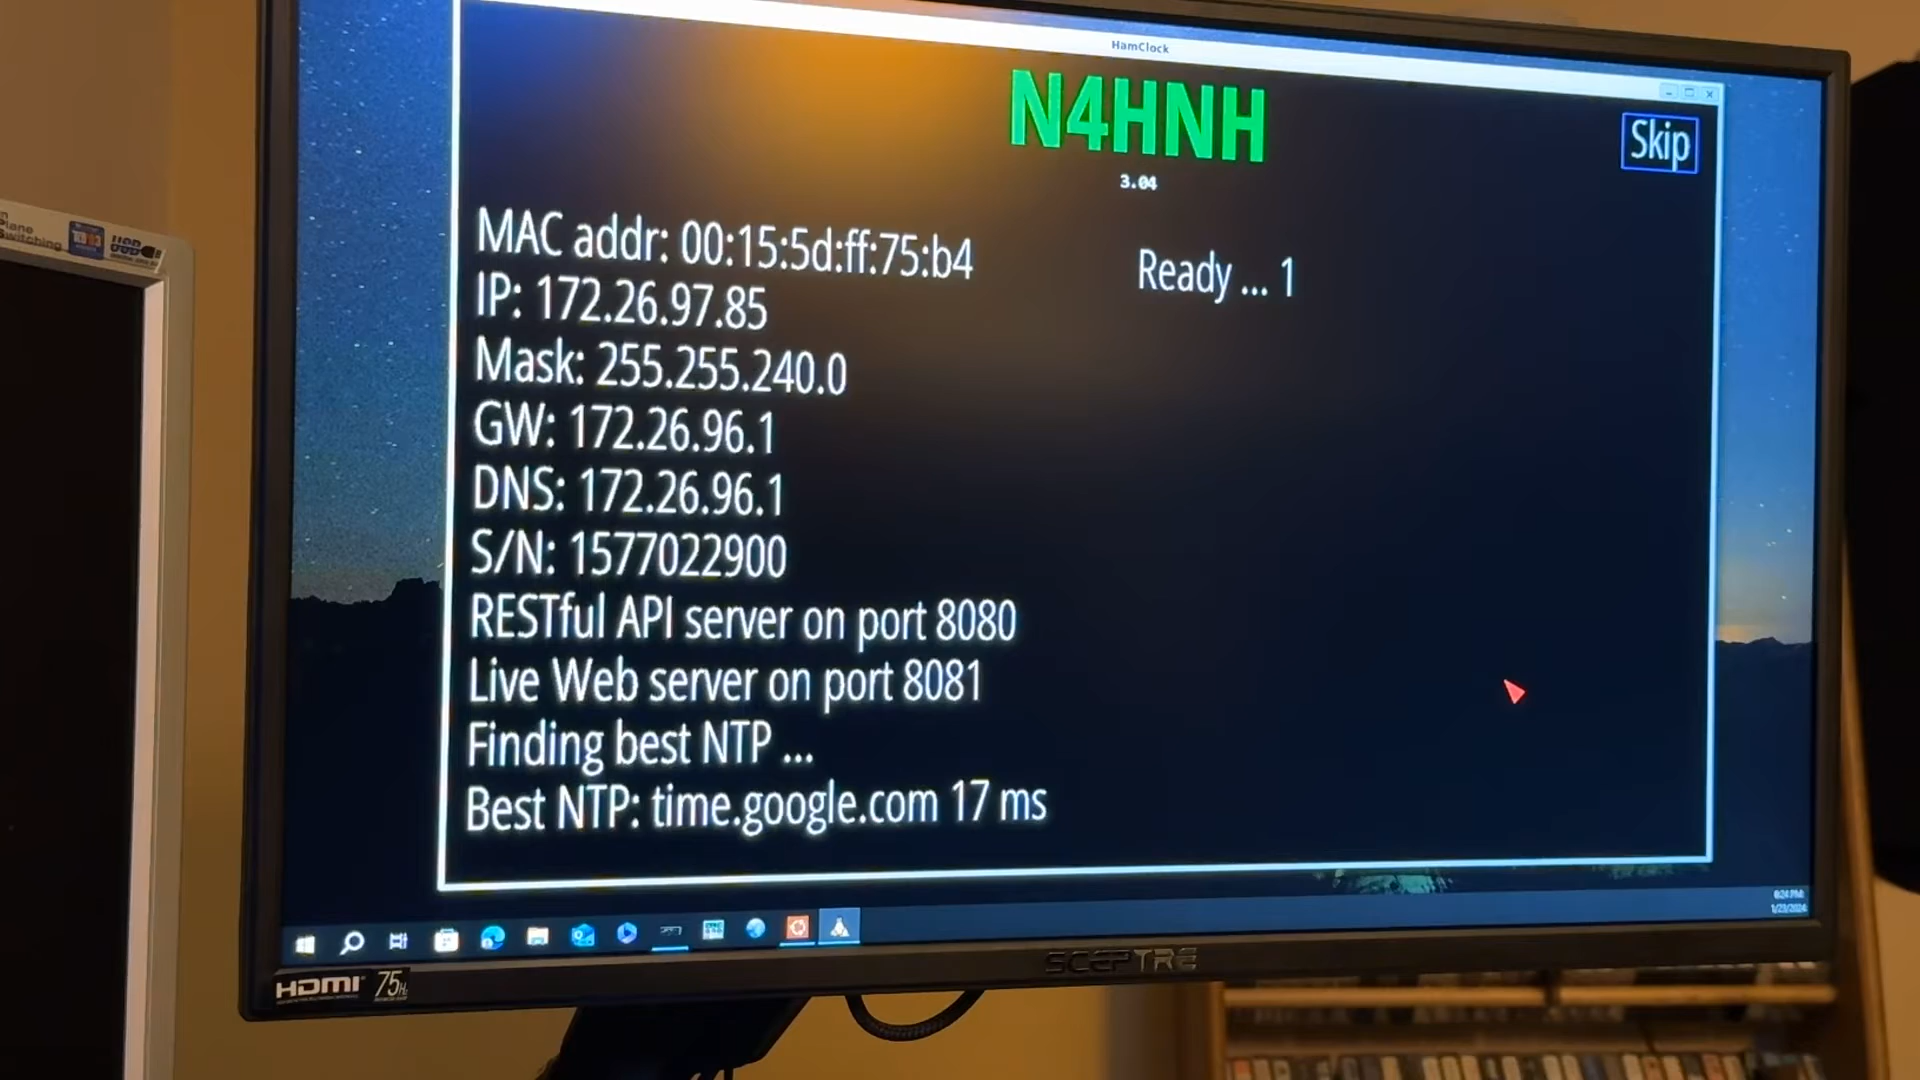 HamClock
N4HNH
Skip
3.04
MAC addr: 00:15:5d:ff:75:b4
Ready ... 1
IP: 172.26.97.85
Mask: 255.255.240.0
GW: 172.26.96.1
DNS: 172.26.96.1
S/N: 1577022900
RESTful API server on port 8080
Live Web server on port 8081
Finding best NTP ...
Best NTP: time.google.com 17 ms
Plane
Switching
SCEPTRE
HDMI 75Hz